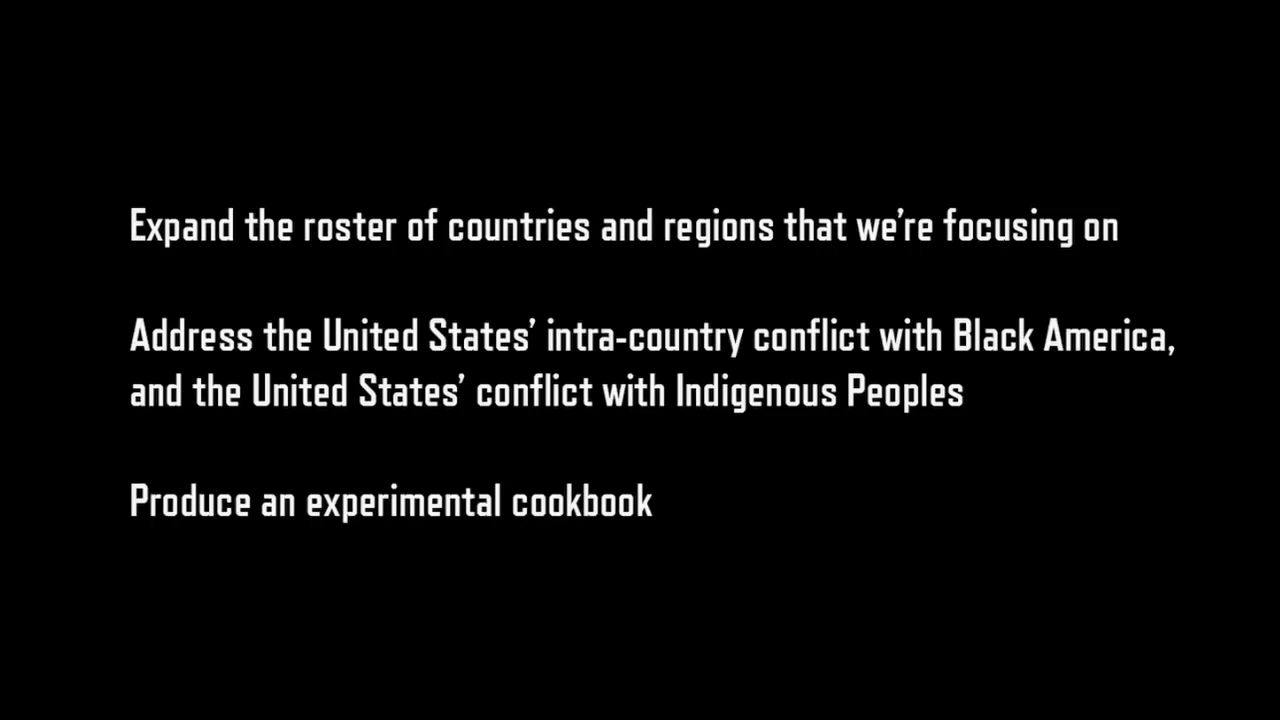 Expand the roster of countries and regions that we’re focusing on
Address the United States’ intra-country conflict with Black America,
and the United States’ conflict with Indigenous Peoples
Produce an experimental cookbook